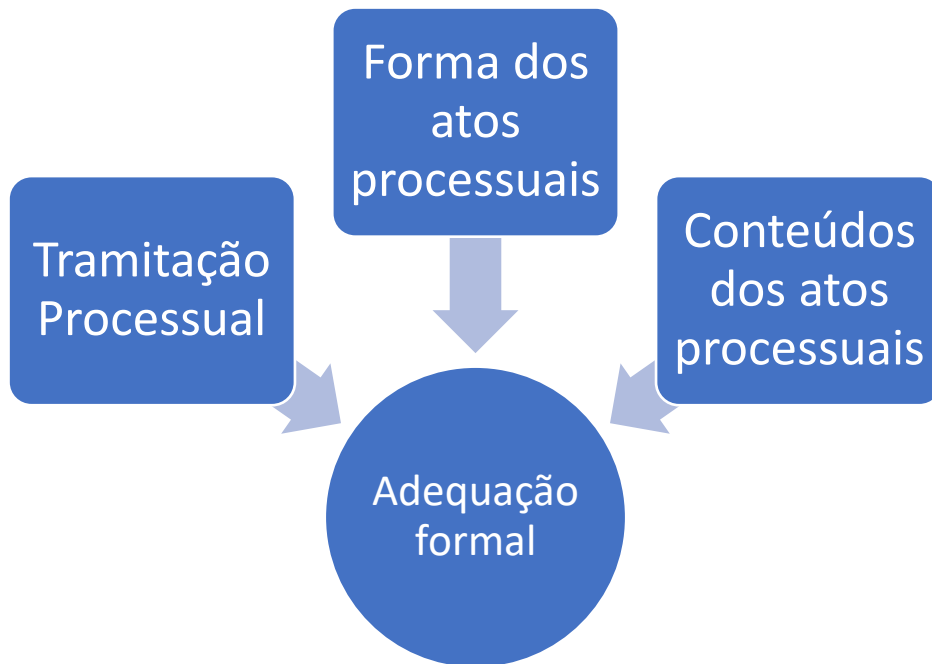 Forma dos
atos
processuais
Tramitação
Processual
Conteúdos
dos atos
processuais
Adequação
formal